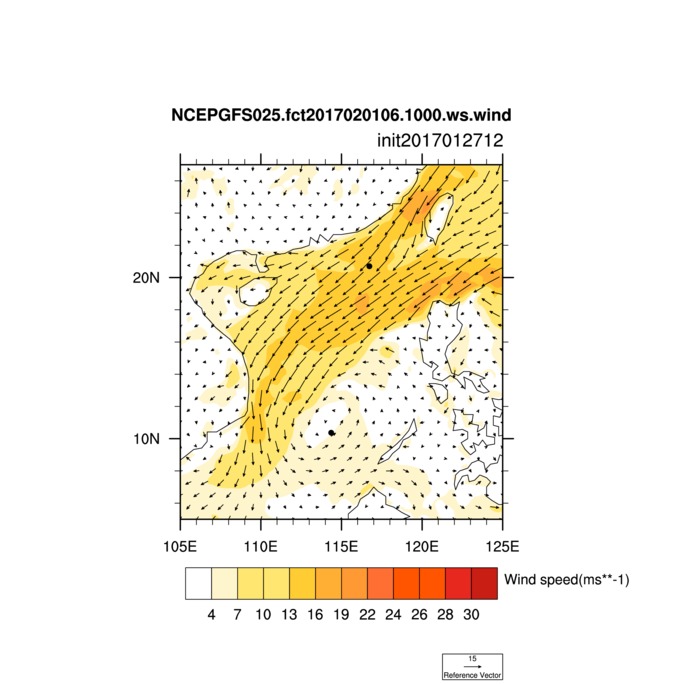 NCEPGFS025.fct2017020106.1000.ws.wind
init2017012712
20N
10N
105E 110E 115E 120E 125E
Wind speed(ms**-1)
4 7 10 13 16 19 22 24 26 28 30
15
Reference Vector